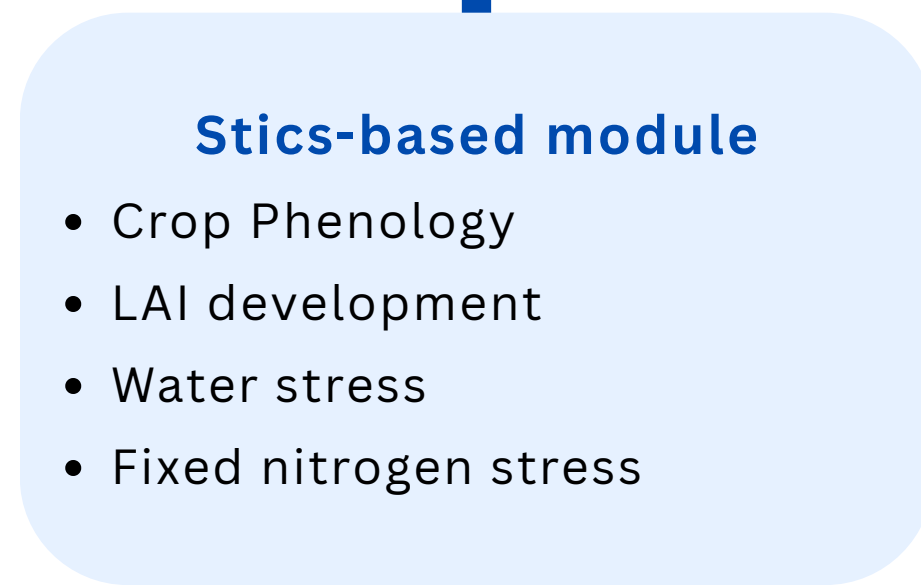 Stics-based module
• Crop Phenology
• LAI development
• Water stress
• Fixed nitrogen stress